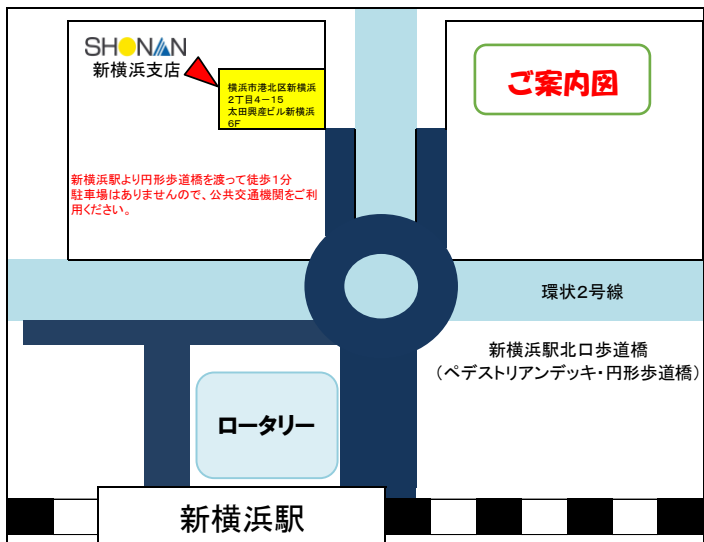 SHONAN
新横浜支店
横浜市港北区新横浜
2丁目4－15
太田興産ビル新横浜
6F
ご案内図
新横浜駅より円形歩道橋を渡って徒歩1分
駐車場はありませんので、公共交通機関をご利
用ください。
環状2号線
新横浜駅北口歩道橋
（ペデストリアンデッキ・円形歩道橋）
ロータリー
新横浜駅